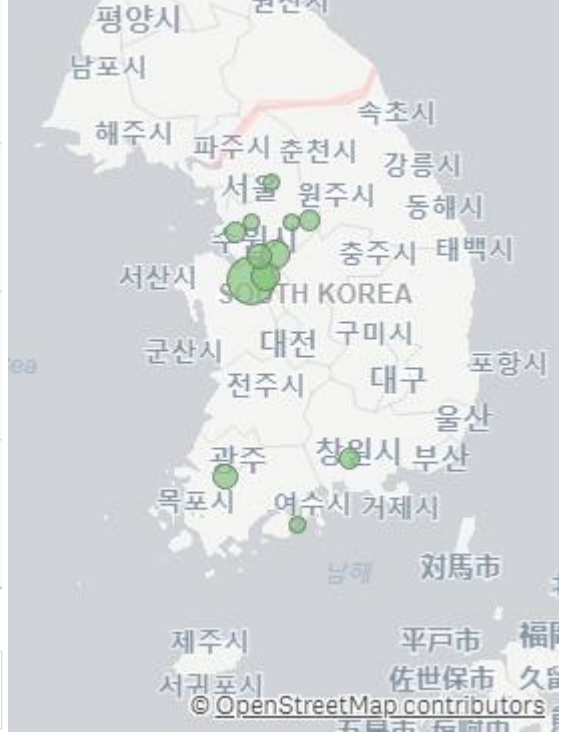 평양시
남포시
속초시
해주시
파주시 춘천시
강릉시
서울
원주시
동해시
수원시
충주시 태백시
서산시
SOUTH KOREA
대전 구미시
군산시
포항시
전주시
대구
울산
광주
창원시 부산
목포시 여수시 거제시
남해
対馬市
제주시
平戸市
佐世保市
서귀포시
© OpenStreetMap contributors